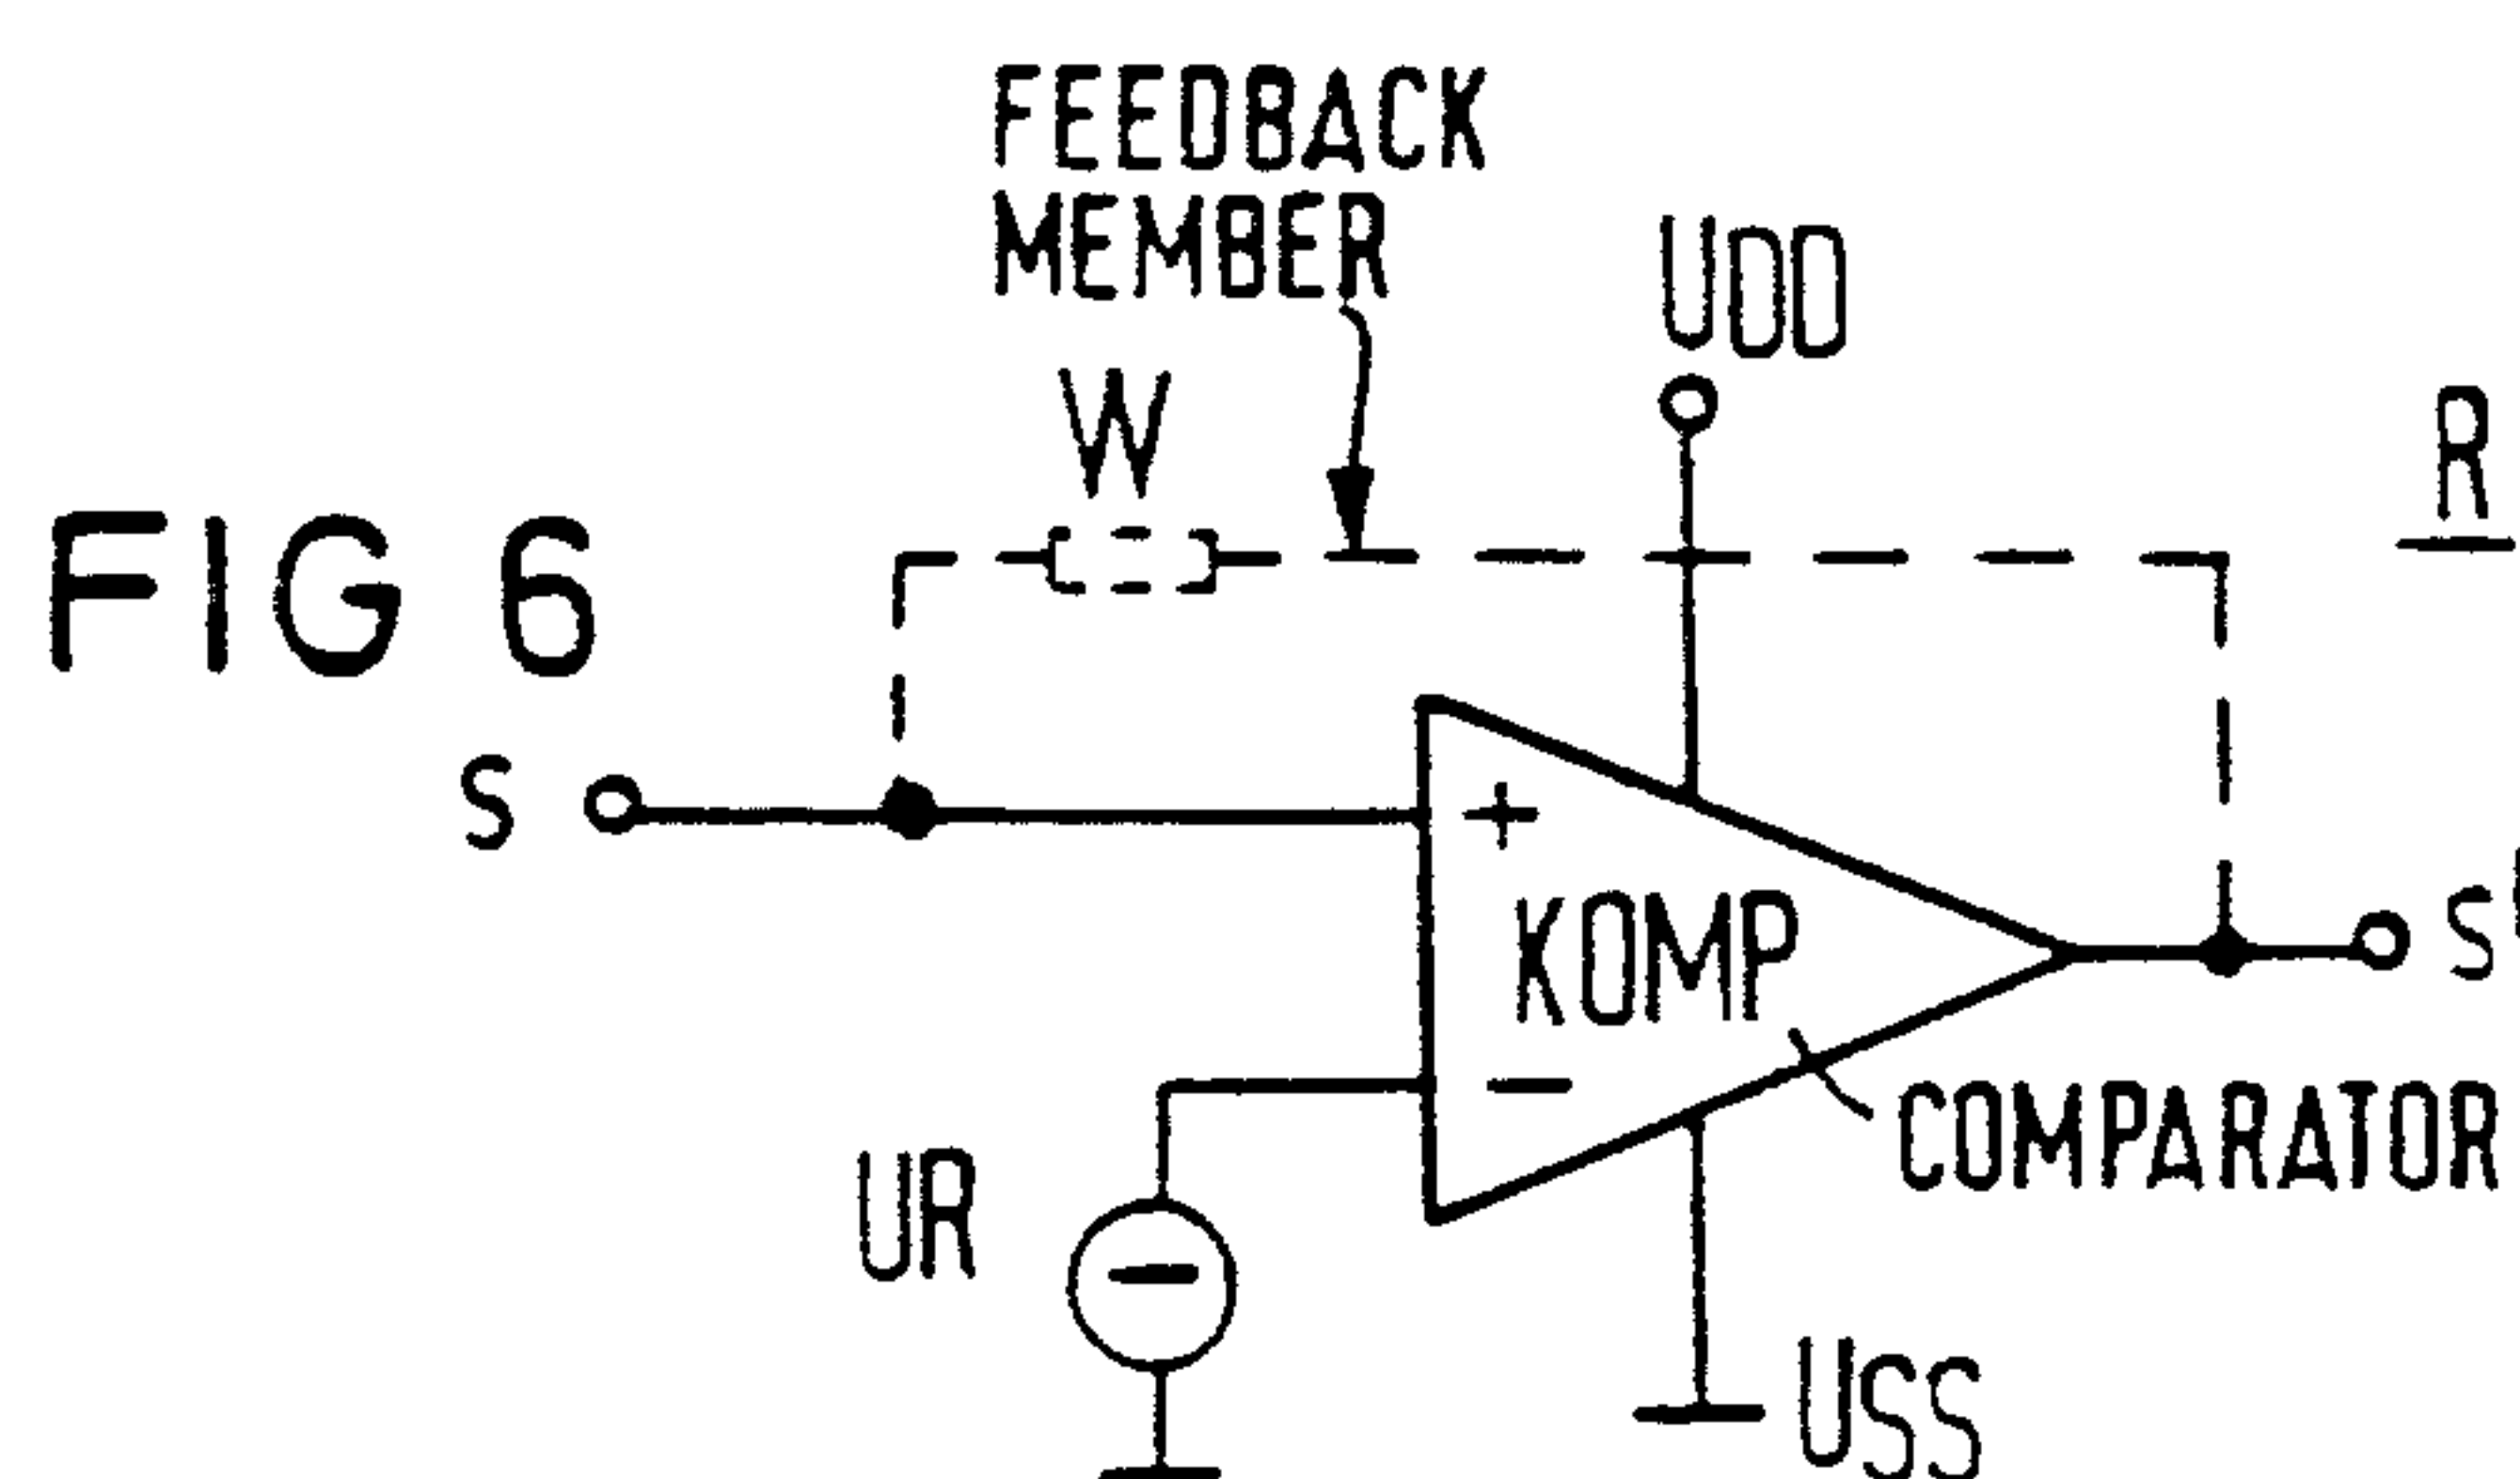 FEEDBACK
MEMBER
UDD
W
R
FIG 6
S
+
KOMP
S'
-
COMPARATOR
UR
-
USS